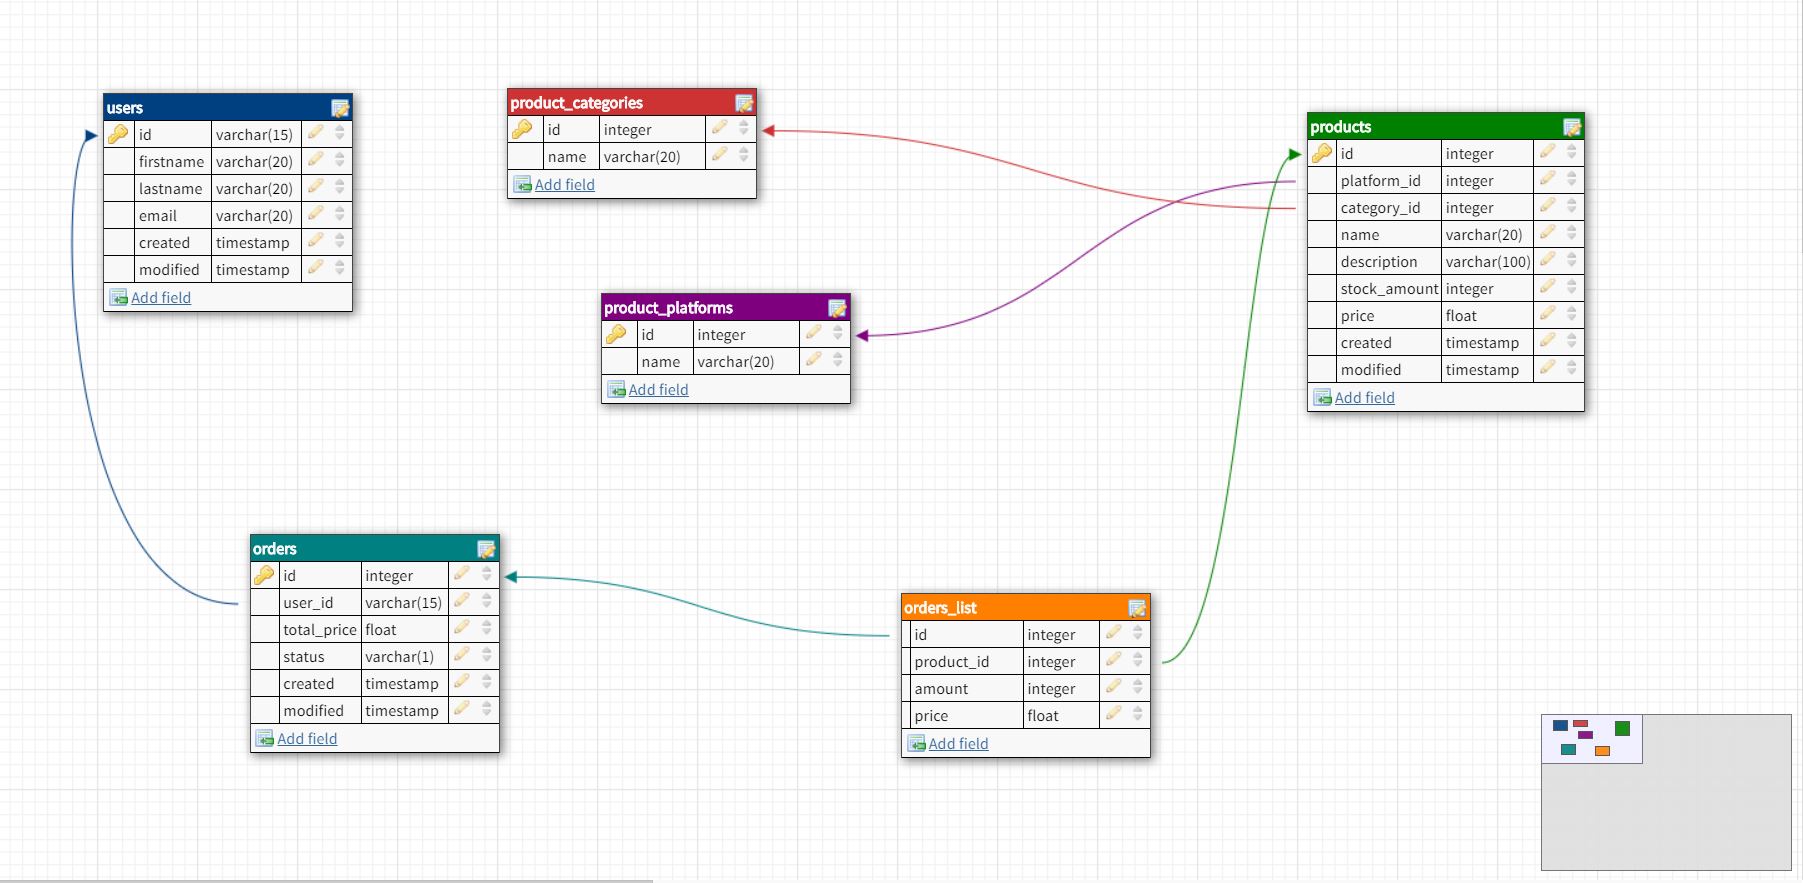 users
id varchar(15)
firstname varchar(20)
lastname varchar(20)
email varchar(20)
created timestamp
modified timestamp
Add field
product_categories
id integer
name varchar(20)
Add field
products
id integer
platform_id integer
category_id integer
name varchar(20)
description varchar(100)
stock_amount integer
price float
created timestamp
modified timestamp
Add field
product_platforms
id integer
name varchar(20)
Add field
orders
id integer
user_id varchar(15)
total_price float
status varchar(1)
created timestamp
modified timestamp
Add field
orders_list
id integer
product_id integer
amount integer
price float
Add field